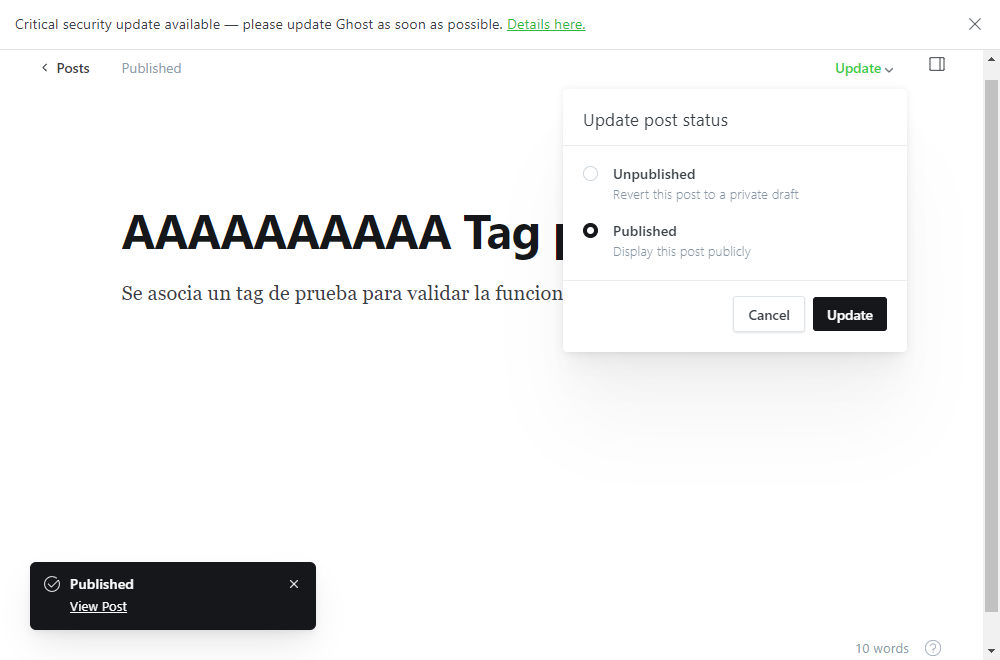 Critical security update available — please update Ghost as soon as possible. Details here.
Posts Published Update
Update post status
Unpublished
Revert this post to a private draft
Published
Display this post publicly
Cancel Update
AAAAAAAAAA Tag
Se asocia un tag de prueba para validar la funcion
Published
View Post
10 words ?